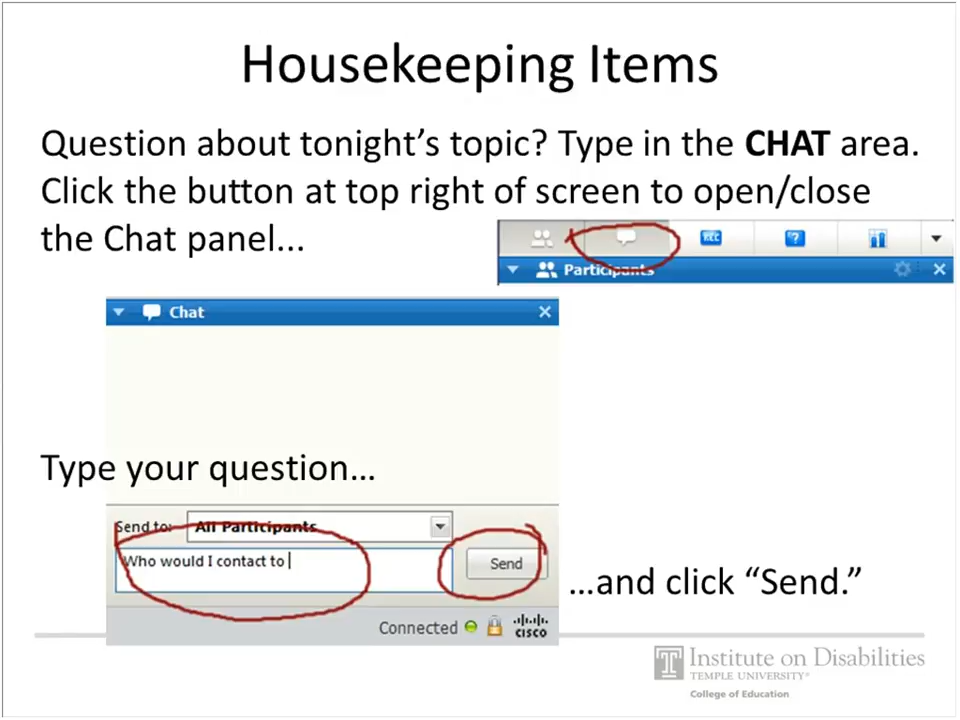 Housekeeping Items
Question about tonight's topic? Type in the CHAT area.
Click the button at top right of screen to open/close
the Chat panel...
Participants
Chat
Type your question...
Send to: All Participants
Who would I contact to
Send
...and click “Send.”
Connected
CISCO
Institute on Disabilities
TEMPLE UNIVERSITY®
College of Education